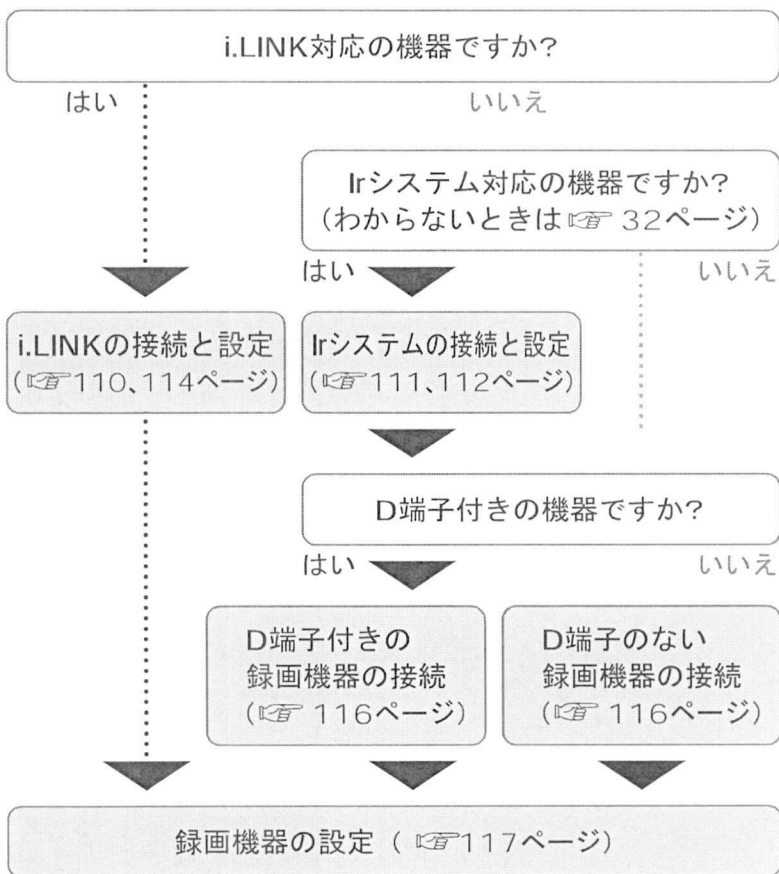 i.LINK対応の機器ですか?
はい
いいえ
Irシステム対応の機器ですか?
(わからないときは☞ 32ページ)
はい
いいえ
i.LINKの接続と設定
(☞110、114ページ)
Irシステムの接続と設定
(☞111、112ページ)
D端子付きの機器ですか?
はい
いいえ
D端子付きの
録画機器の接続
(☞ 116ページ)
D端子のない
録画機器の接続
(☞ 116ページ)
録画機器の設定 ( ☞117ページ)